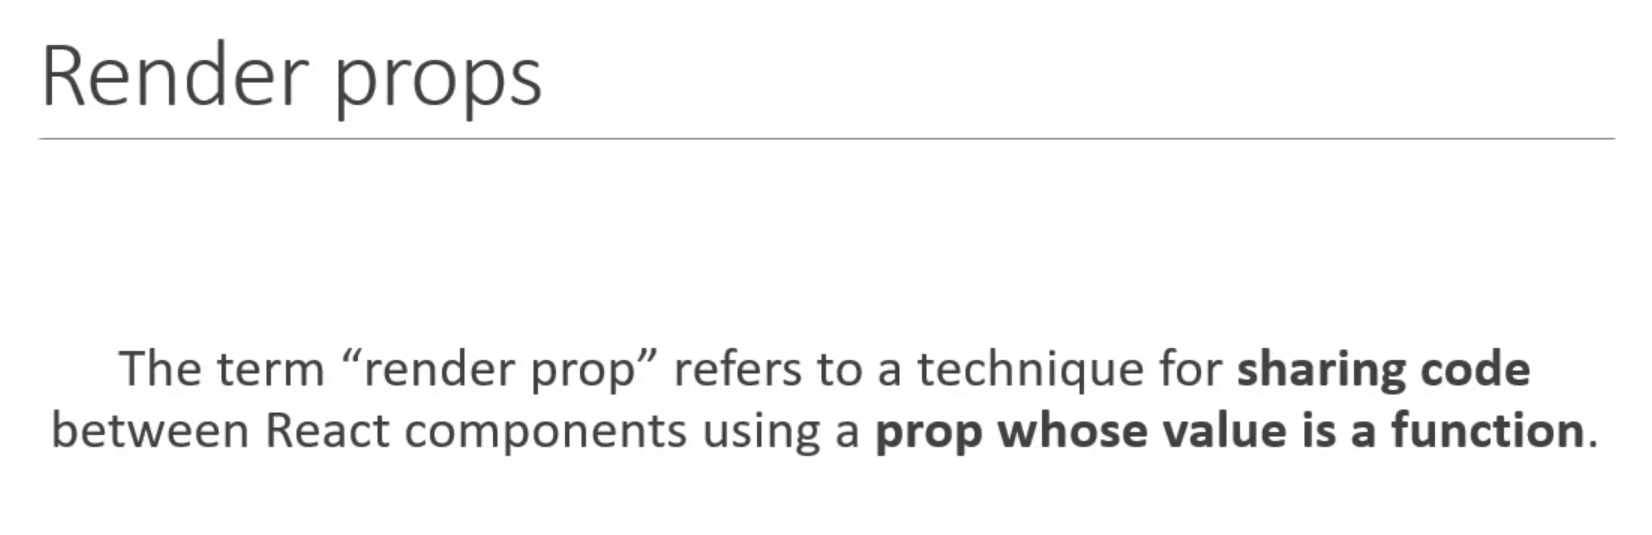 Render props
The term “render prop” refers to a technique for sharing code
between React components using a prop whose value is a function.